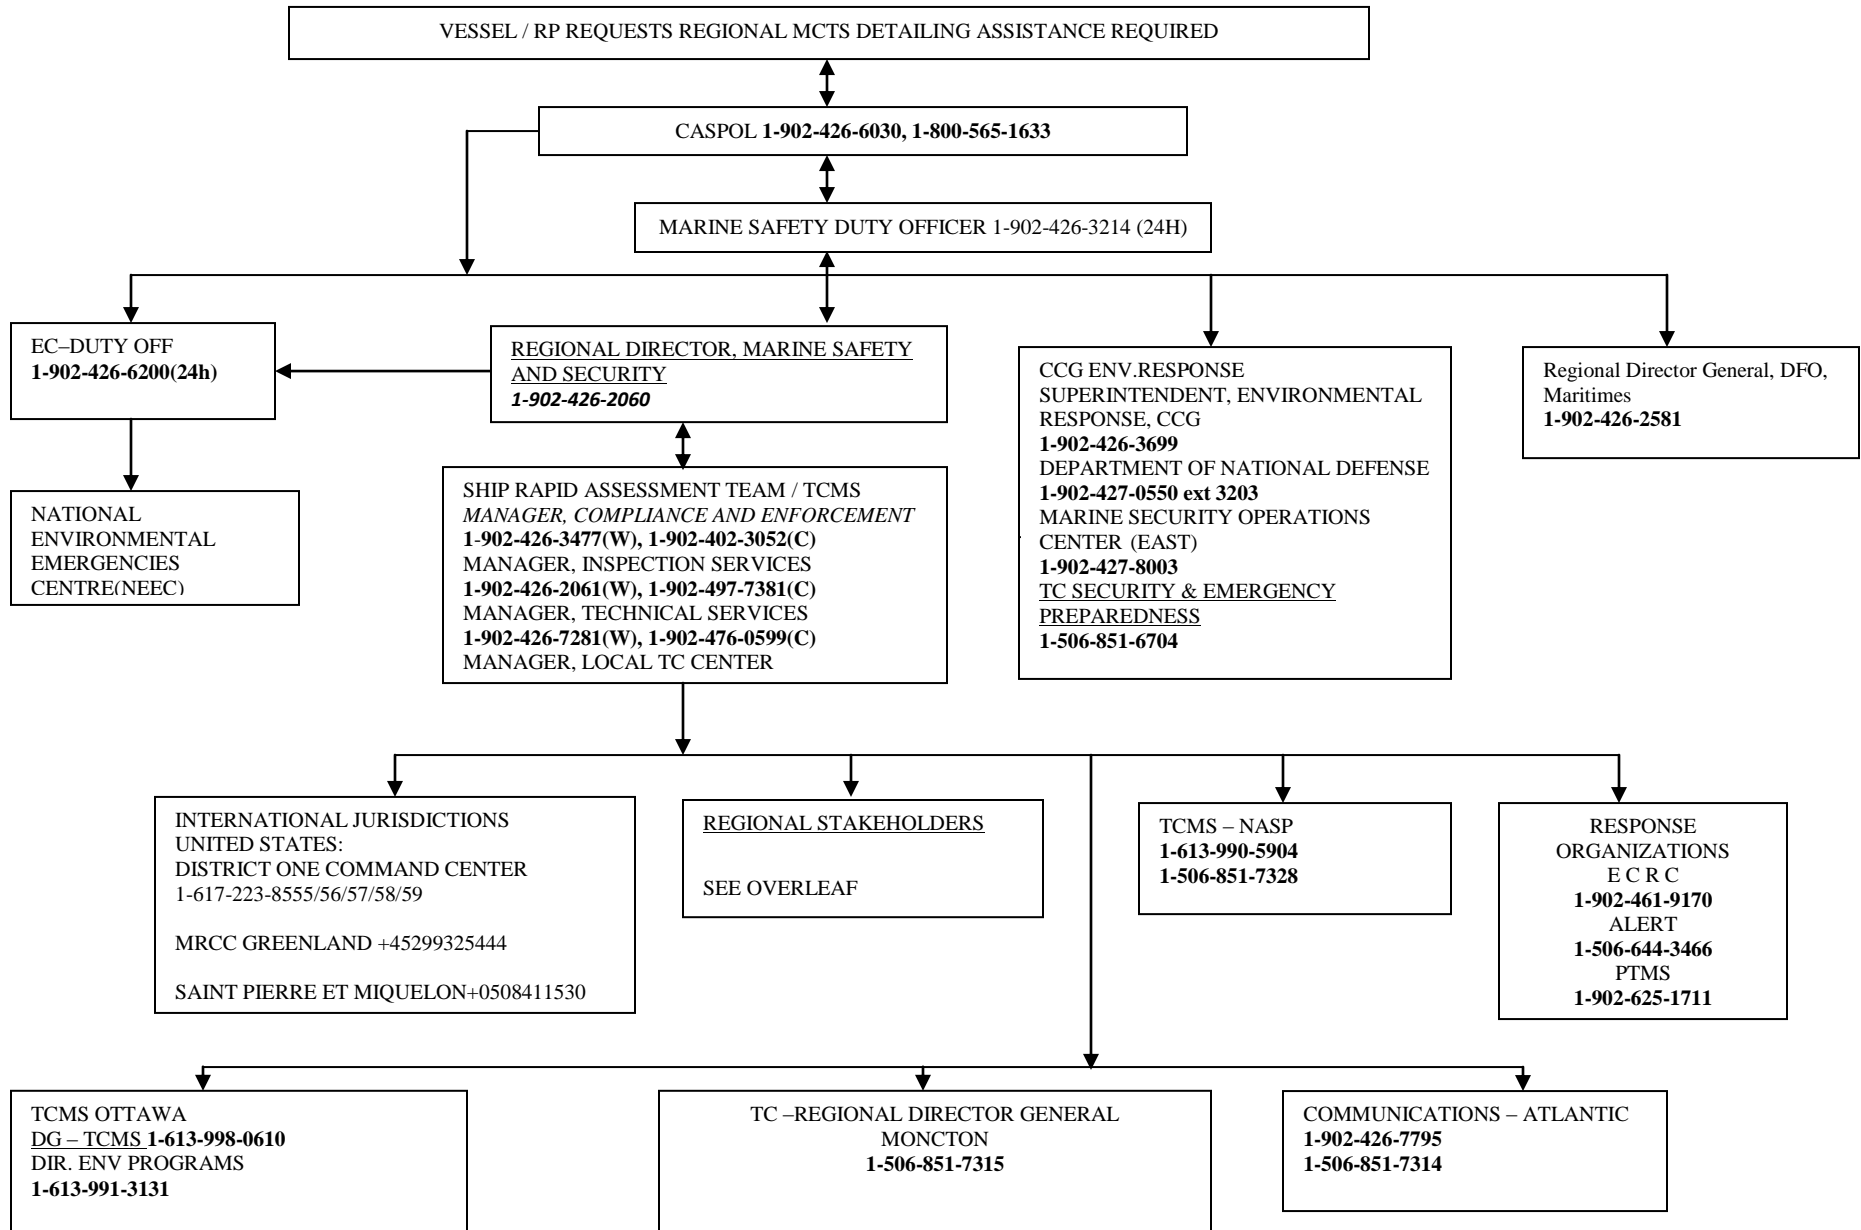 VESSEL / RP REQUESTS REGIONAL MCTS DETAILING ASSISTANCE REQUIRED
CASPOL 1-902-426-6030, 1-800-565-1633
MARINE SAFETY DUTY OFFICER 1-902-426-3214 (24H)
EC–DUTY OFF
1-902-426-6200(24h)
REGIONAL DIRECTOR, MARINE SAFETY
AND SECURITY
1-902-426-2060
CCG ENV.RESPONSE
SUPERINTENDENT, ENVIRONMENTAL
RESPONSE, CCG
1-902-426-3699
DEPARTMENT OF NATIONAL DEFENSE
1-902-427-0550 ext 3203
MARINE SECURITY OPERATIONS
CENTER (EAST)
1-902-427-8003
TC SECURITY & EMERGENCY
PREPAREDNESS
1-506-851-6704
Regional Director General, DFO,
Maritimes
1-902-426-2581
NATIONAL
ENVIRONMENTAL
EMERGENCIES
CENTRE(NEEC)
SHIP RAPID ASSESSMENT TEAM / TCMS
MANAGER, COMPLIANCE AND ENFORCEMENT
1-902-426-3477(W), 1-902-402-3052(C)
MANAGER, INSPECTION SERVICES
1-902-426-2061(W), 1-902-497-7381(C)
MANAGER, TECHNICAL SERVICES
1-902-426-7281(W), 1-902-476-0599(C)
MANAGER, LOCAL TC CENTER
INTERNATIONAL JURISDICTIONS
UNITED STATES:
DISTRICT ONE COMMAND CENTER
1-617-223-8555/56/57/58/59
MRCC GREENLAND +45299325444
SAINT PIERRE ET MIQUELON+0508411530
REGIONAL STAKEHOLDERS
SEE OVERLEAF
TCMS – NASP
1-613-990-5904
1-506-851-7328
RESPONSE
ORGANIZATIONS
E C R C
1-902-461-9170
ALERT
1-506-644-3466
PTMS
1-902-625-1711
TCMS OTTAWA
DG – TCMS 1-613-998-0610
DIR. ENV PROGRAMS
1-613-991-3131
TC –REGIONAL DIRECTOR GENERAL
MONCTON
1-506-851-7315
COMMUNICATIONS – ATLANTIC
1-902-426-7795
1-506-851-7314